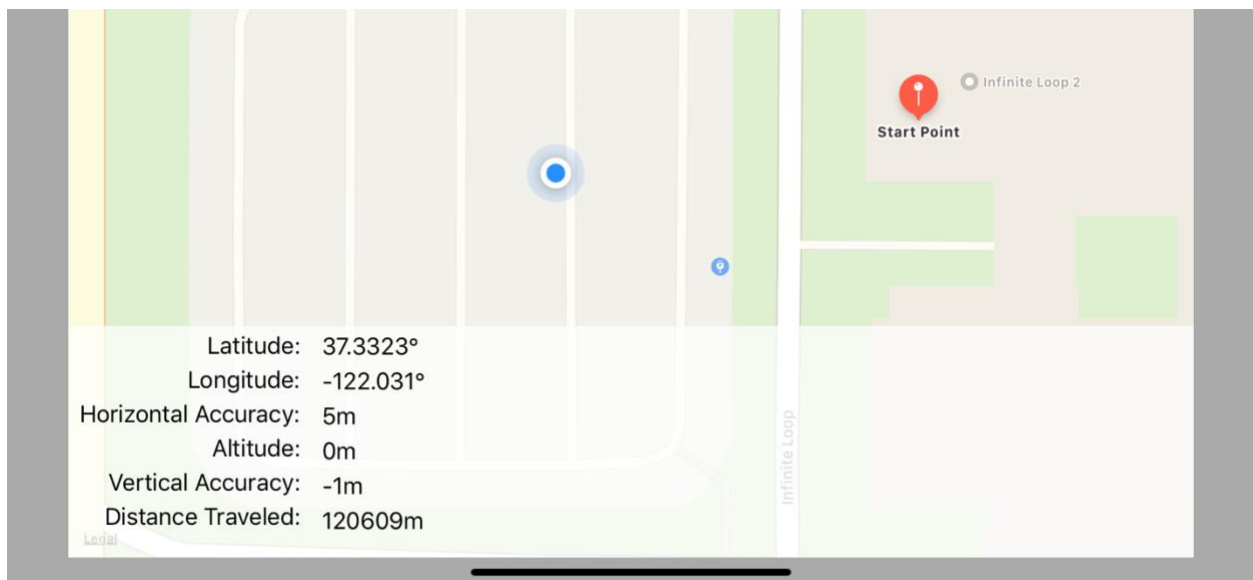 Infinite Loop 2
Start Point
Latitude: 37.3323°
Longitude: -122.031°
Horizontal Accuracy: 5m
Altitude: 0m
Vertical Accuracy: -1m
Distance Traveled: 120609m
Infinite Loop
Legal